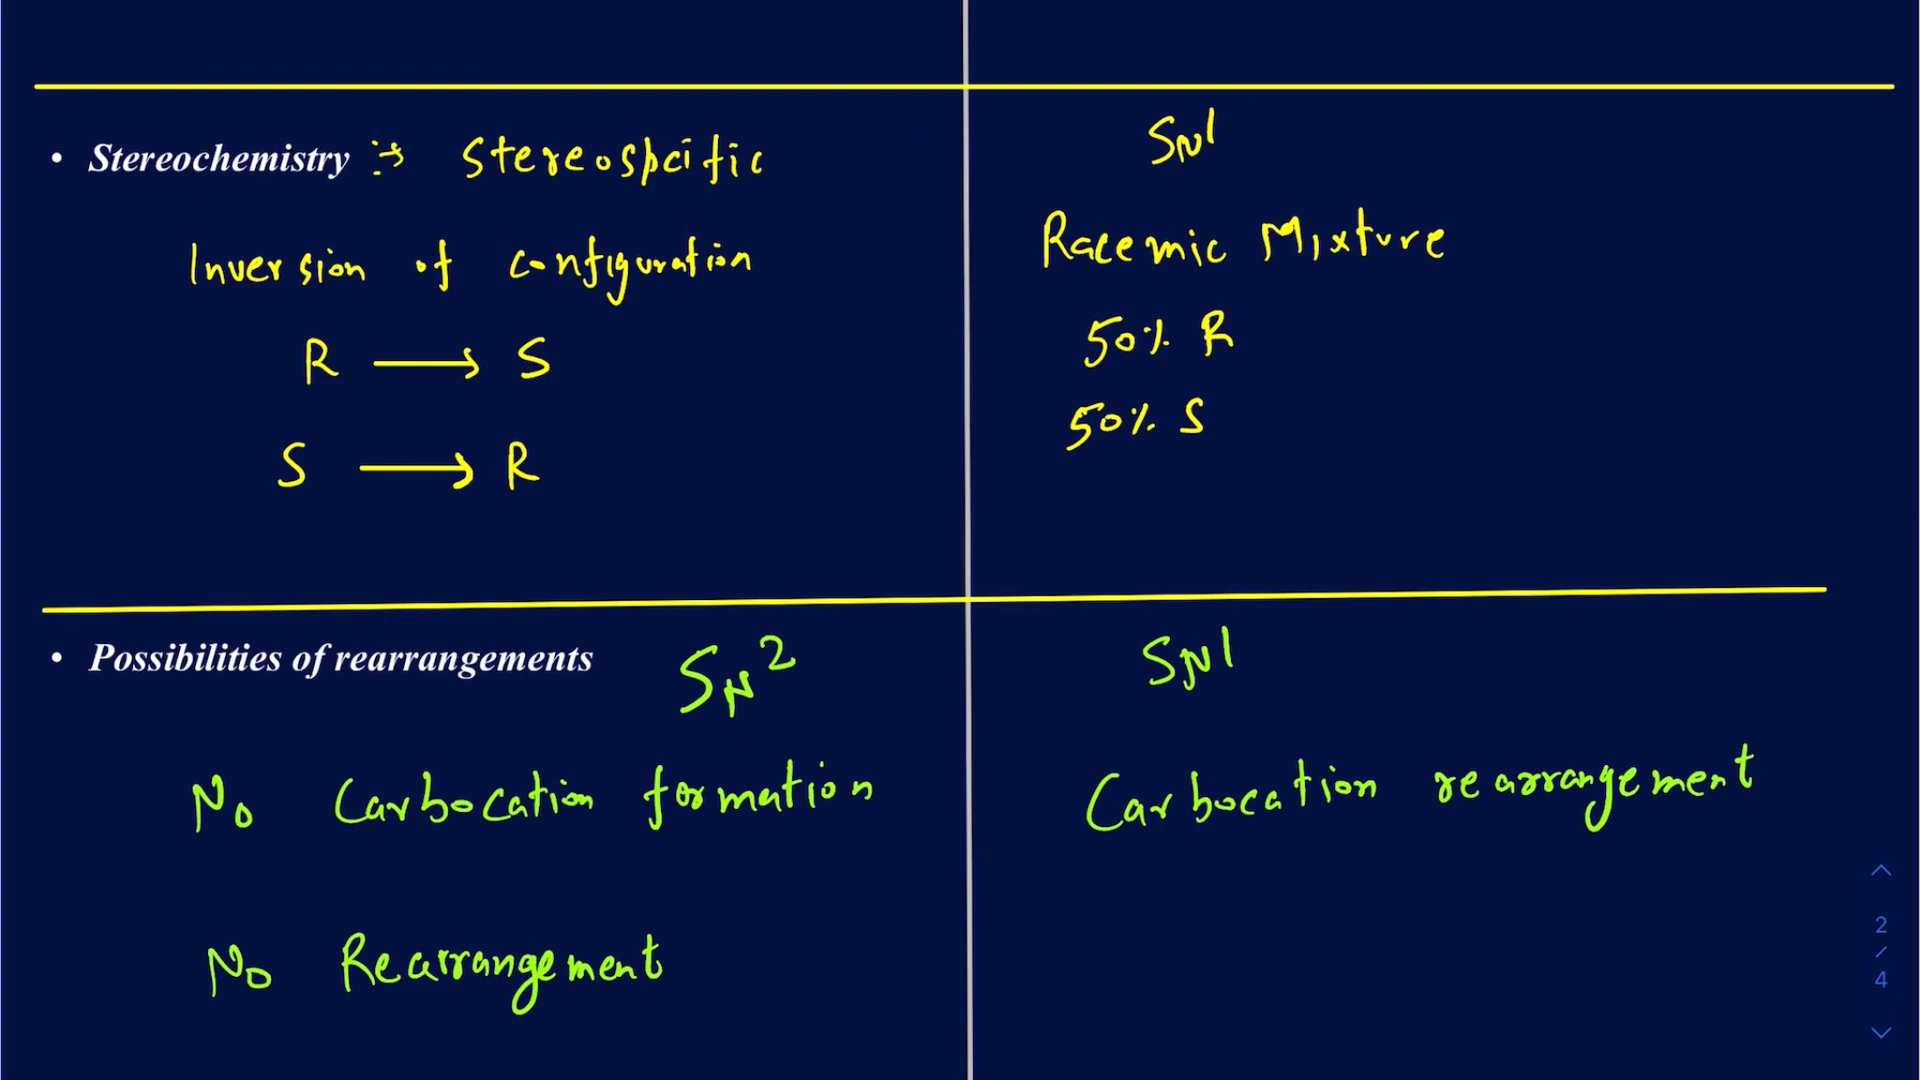 • Stereochemistry :→ Stereospcific
Inversion of configuration
R → S
S → R
SN1
Racemic Mixture
50% R
50% S
• Possibilities of rearrangements SN2
No Carbocation formation
No Rearrangement
SN1
Carbocation rearrangement
2
/
4